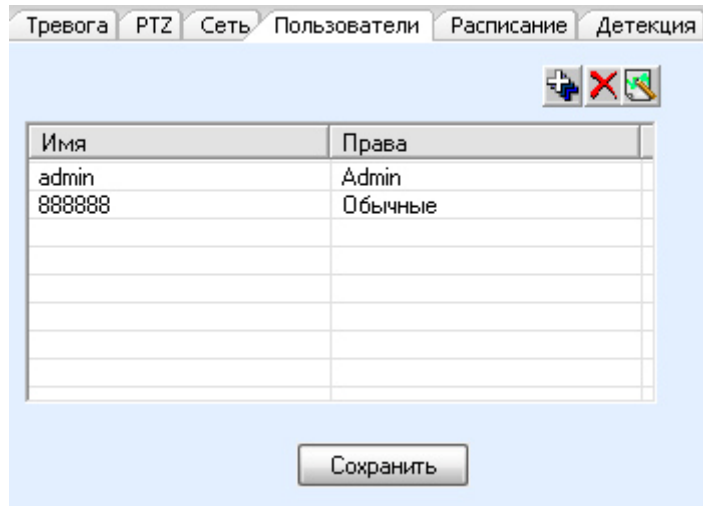 Тревога PTZ Сеть Пользователи Расписание Детекция
Имя Права
admin Admin
888888 Обычные
Сохранить